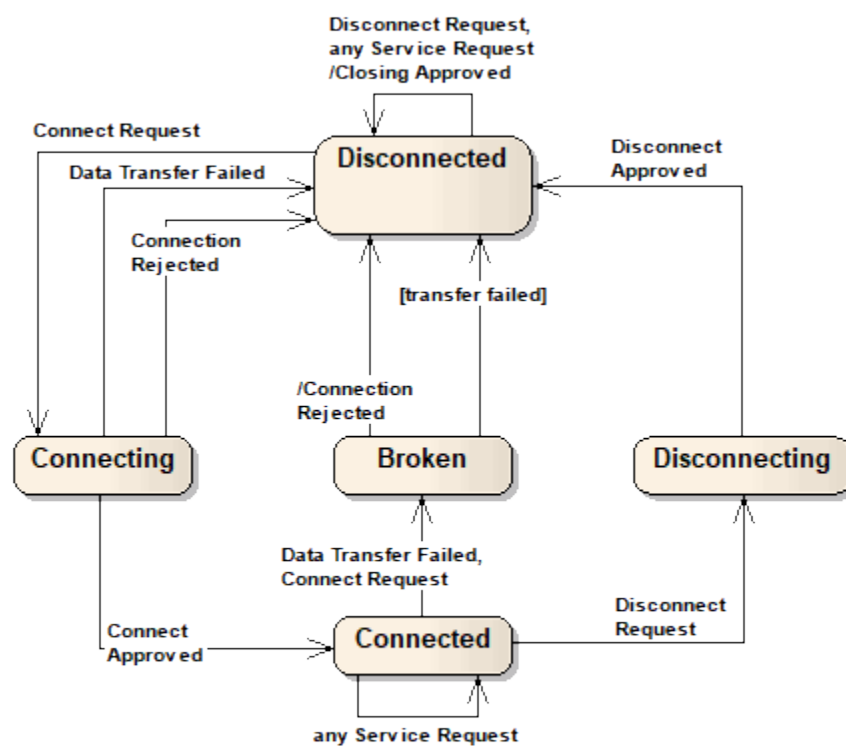 Disconnect Request,
any Service Request
/Closing Approved
Connect Request
Disconnected
Disconnect
Approved
Data Transfer Failed
Connection
Rejected
[transfer failed]
/Connection
Rejected
Connecting
Broken
Disconnecting
Data Transfer Failed,
Connect Request
Disconnect
Request
Connect
Approved
Connected
any Service Request